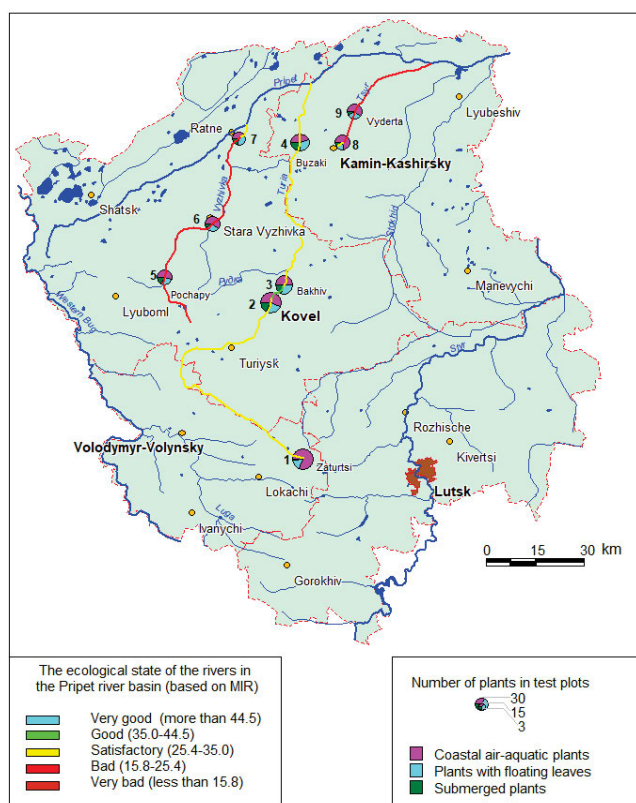 Pripet
Tsyr
9
Vyderta
Lyubeshiv
Ratne
7
4
8
Buzaki
Kamin-Kashirsky
Shatsk
Vyzhivka
Turia
Stokhid
6
Stara Vyzhivka
5
Pochapy
3
Bakhiv
Manevychi
Western Bug
Lyuboml
2
Kovel
Turiysk
Styr
Volodymyr-Volynsky
Rozhische
1
Zaturtsi
Kivertsi
Lokachi
Lutsk
Luga
Ivanychi
Gorokhiv
0 15 30 km
The ecological state of the rivers in
the Pripet river basin (based on MIR)
Very good (more than 44.5)
Good (35.0-44.5)
Satisfactory (25.4-35.0)
Bad (15.8-25.4)
Very bad (less than 15.8)
Number of plants in test plots
30
15
3
Coastal air-aquatic plants
Plants with floating leaves
Submerged plants